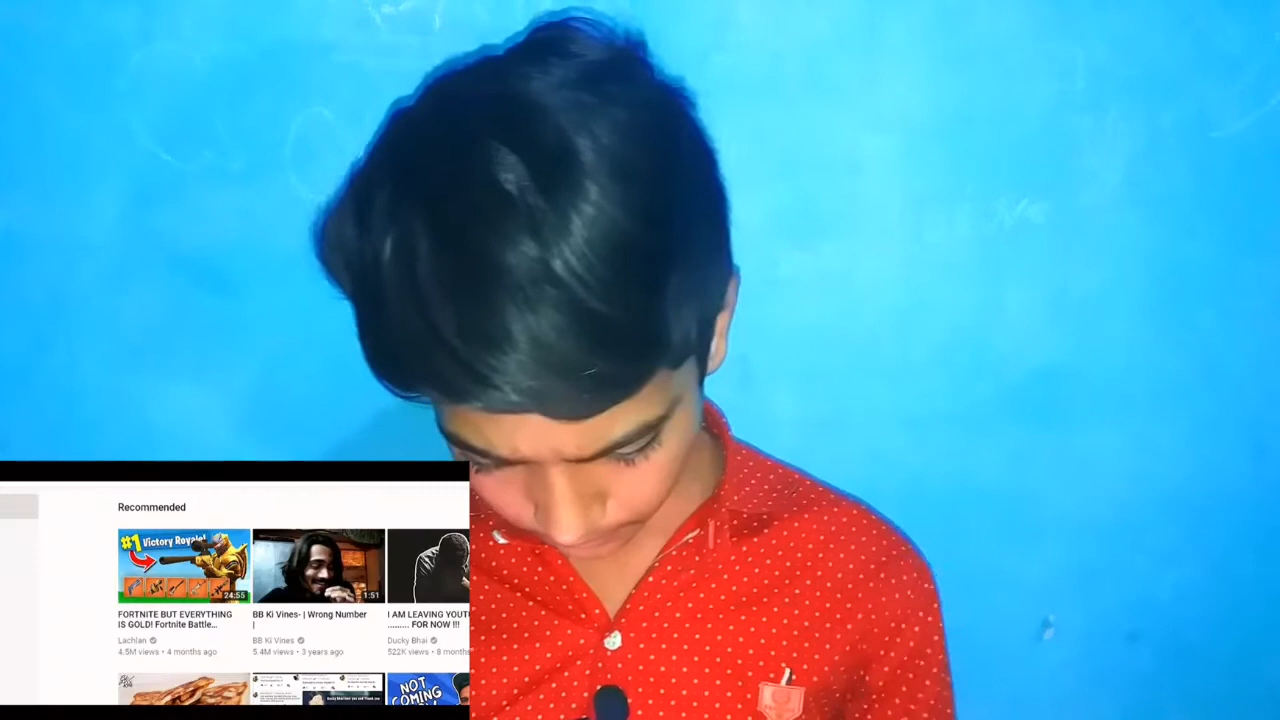 Recommended
#1 Victory Royale!
24:55
1:51
FORTNITE BUT EVERYTHING
IS GOLD! Fortnite Battle...
BB Ki Vines- | Wrong Number
|
I AM LEAVING YOUTU
......... FOR NOW !!!
Lachlan
BB Ki Vines
Ducky Bhai
4.5M views • 4 months ago
5.4M views • 3 years ago
522K views • 8 months
NOT
COMING